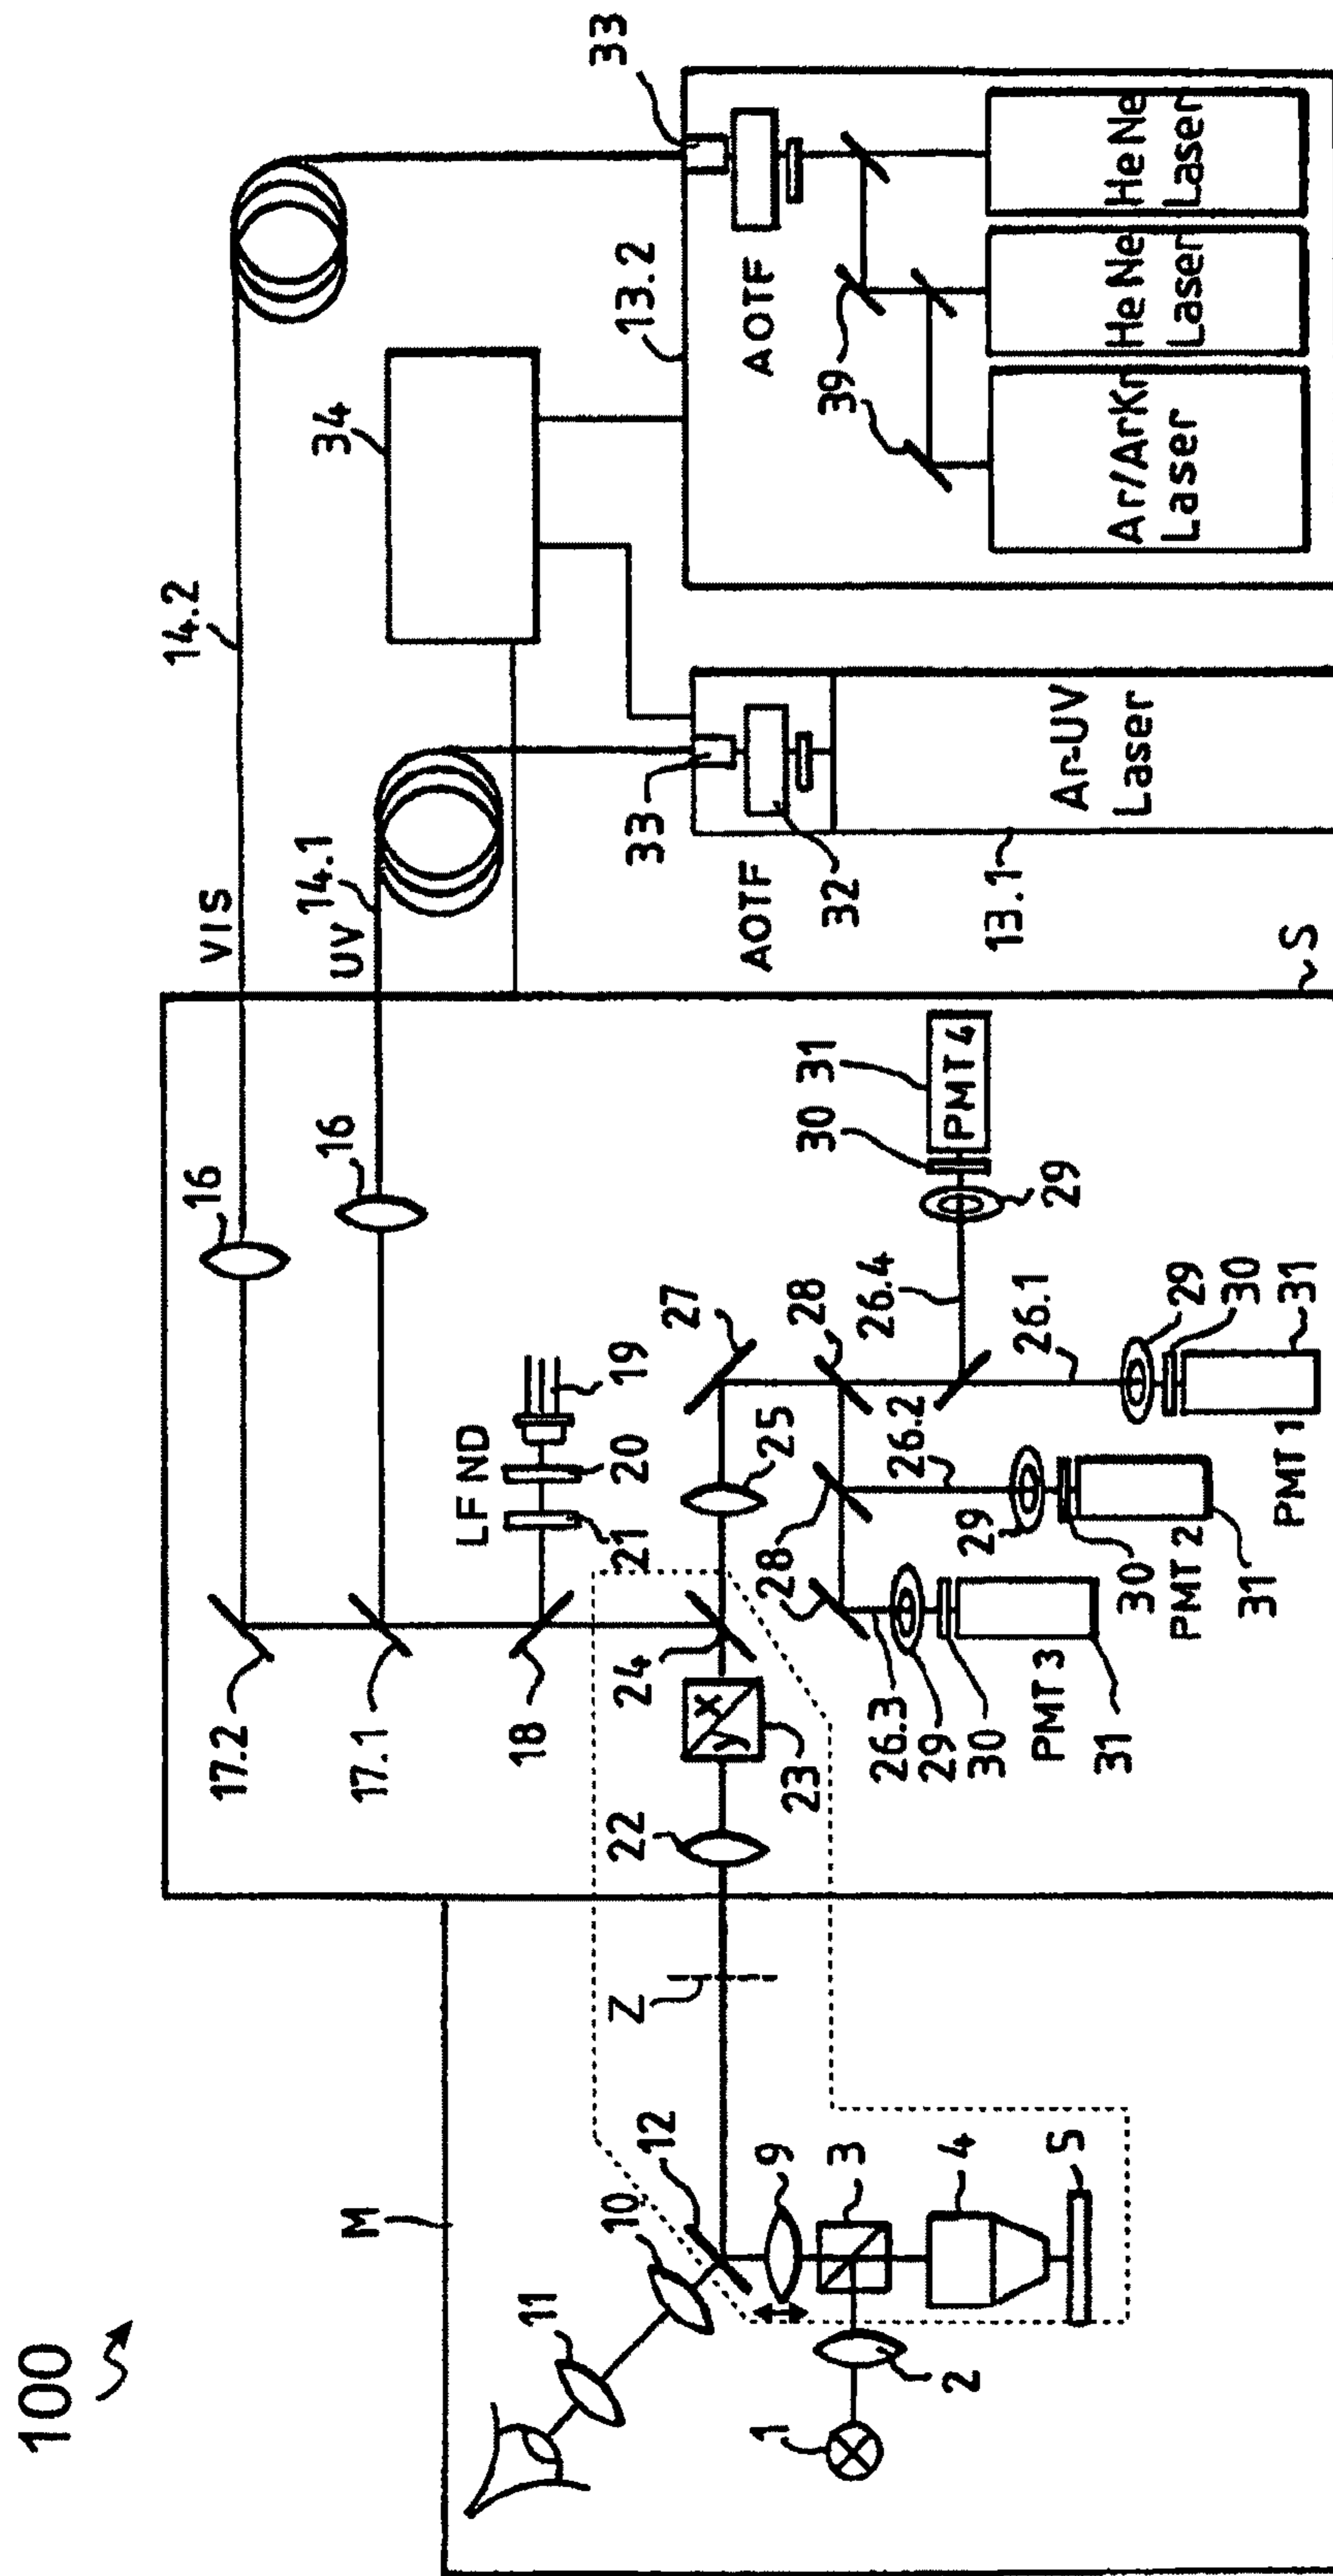 100
M
11
10
12
Z
9
3
4
5
1
2
17.2
17.1
16
16
VIS
UV
14.2
14.1
34
33
18
LF ND
21
20
19
24
22
y x
23
25
27
28
28
28
26.4
26.1
26.2
26.3
29
30
31
PMT 4
29
30
31
PMT 1
29
30
31
PMT 2
29
30
31
PMT 3
S
33
AOTF
32
13.1
Ar-UV
Laser
13.2
AOTF
39
39
Ar/ArKr
Laser
HeNe
Laser
HeNe
Laser